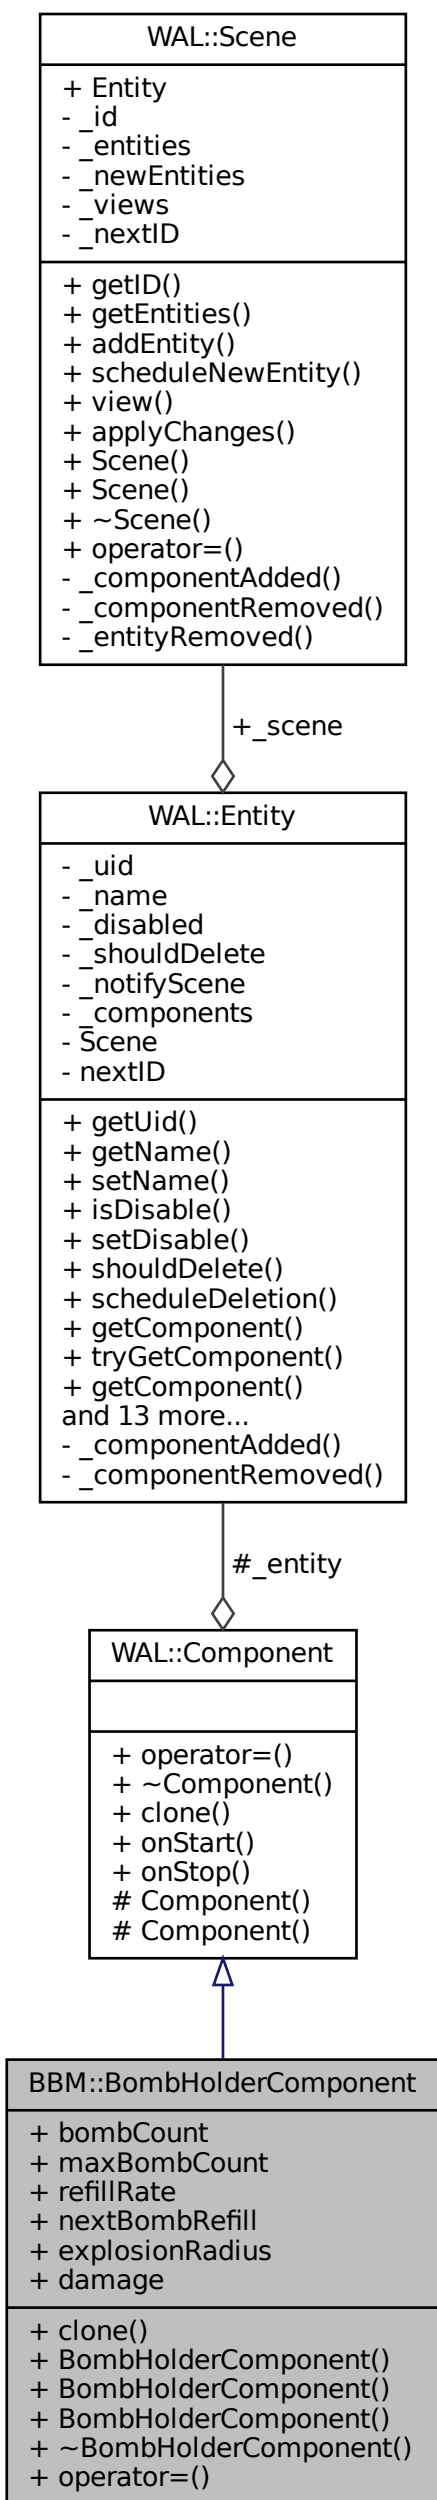 WAL::Scene
+ Entity
- _id
- _entities
- _newEntities
- _views
- _nextID
+ getID()
+ getEntities()
+ addEntity()
+ scheduleNewEntity()
+ view()
+ applyChanges()
+ Scene()
+ Scene()
+ ~Scene()
+ operator=()
- _componentAdded()
- _componentRemoved()
- _entityRemoved()
+_scene
WAL::Entity
- _uid
- _name
- _disabled
- _shouldDelete
- _notifyScene
- _components
- Scene
- nextID
+ getUid()
+ getName()
+ setName()
+ isDisable()
+ setDisable()
+ shouldDelete()
+ scheduleDeletion()
+ getComponent()
+ tryGetComponent()
+ getComponent()
and 13 more...
- _componentAdded()
- _componentRemoved()
#_entity
WAL::Component
+ operator=()
+ ~Component()
+ clone()
+ onStart()
+ onStop()
# Component()
# Component()
BBM::BombHolderComponent
+ bombCount
+ maxBombCount
+ refillRate
+ nextBombRefill
+ explosionRadius
+ damage
+ clone()
+ BombHolderComponent()
+ BombHolderComponent()
+ BombHolderComponent()
+ ~BombHolderComponent()
+ operator=()